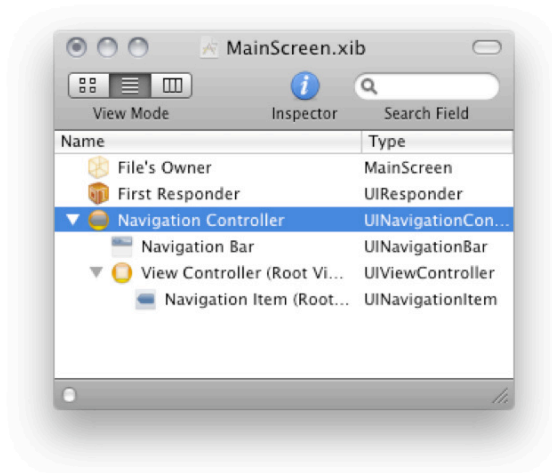 MainScreen.xib
View Mode Inspector Search Field
Name Type
File's Owner MainScreen
First Responder UIResponder
Navigation Controller UINavigationCon...
Navigation Bar UINavigationBar
View Controller (Root Vi... UIViewController
Navigation Item (Root... UINavigationItem